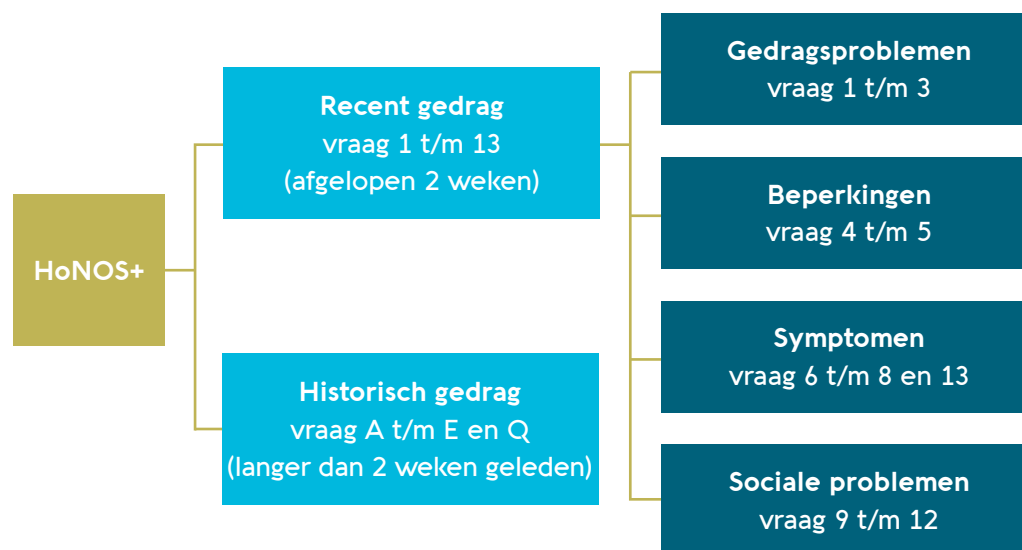 HoNOS+
Recent gedrag
vraag 1 t/m 13
(afgelopen 2 weken)
Historisch gedrag
vraag A t/m E en Q
(langer dan 2 weken geleden)
Gedragsproblemen
vraag 1 t/m 3
Beperkingen
vraag 4 t/m 5
Symptomen
vraag 6 t/m 8 en 13
Sociale problemen
vraag 9 t/m 12